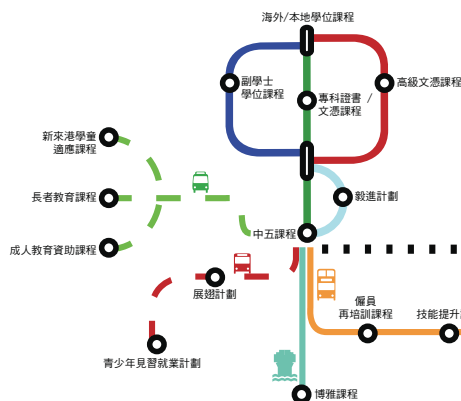 海外/本地學位課程
副學士
學位課程
高級文憑課程
專科證書 /
文憑課程
新來港學童
適應課程
長者教育課程
毅進計劃
成人教育資助課程
中五課程
展翅計劃
僱員
再培訓課程
技能提升
青少年見習就業計劃
博雅課程